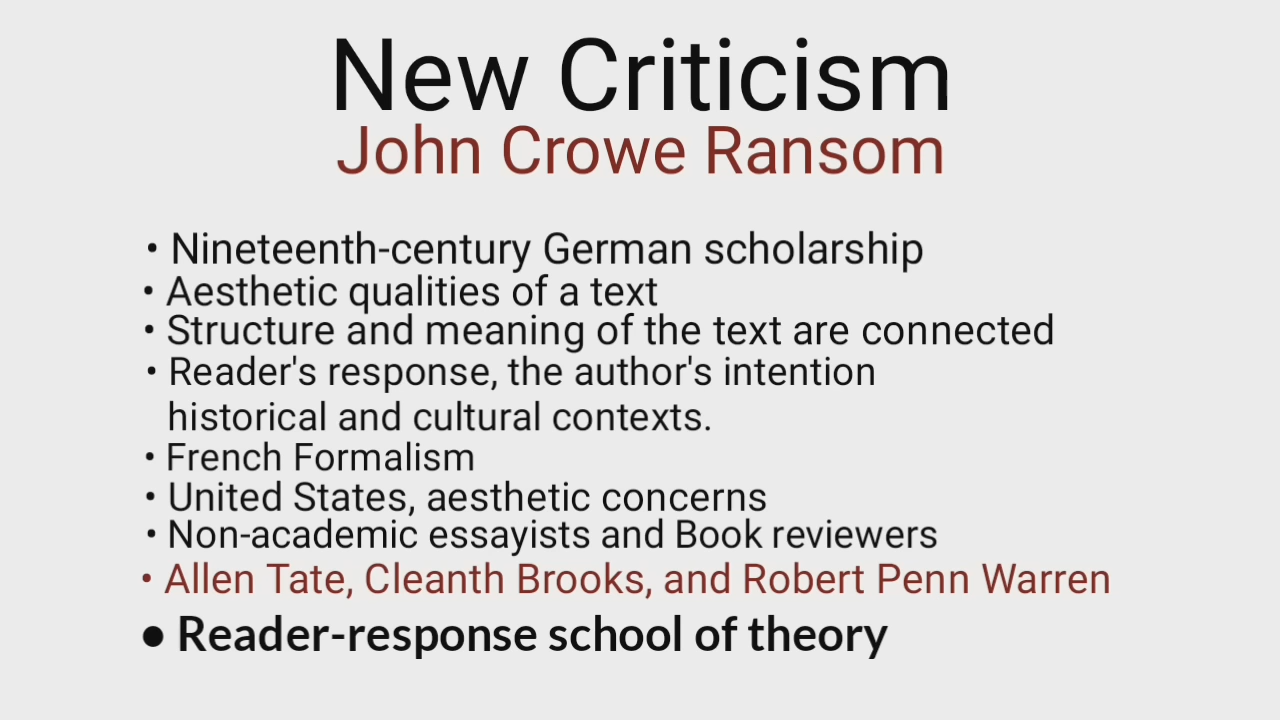 New Criticism
John Crowe Ransom
• Nineteenth-century German scholarship
• Aesthetic qualities of a text
• Structure and meaning of the text are connected
• Reader's response, the author's intention
historical and cultural contexts.
• French Formalism
• United States, aesthetic concerns
• Non-academic essayists and Book reviewers
• Allen Tate, Cleanth Brooks, and Robert Penn Warren
● Reader-response school of theory